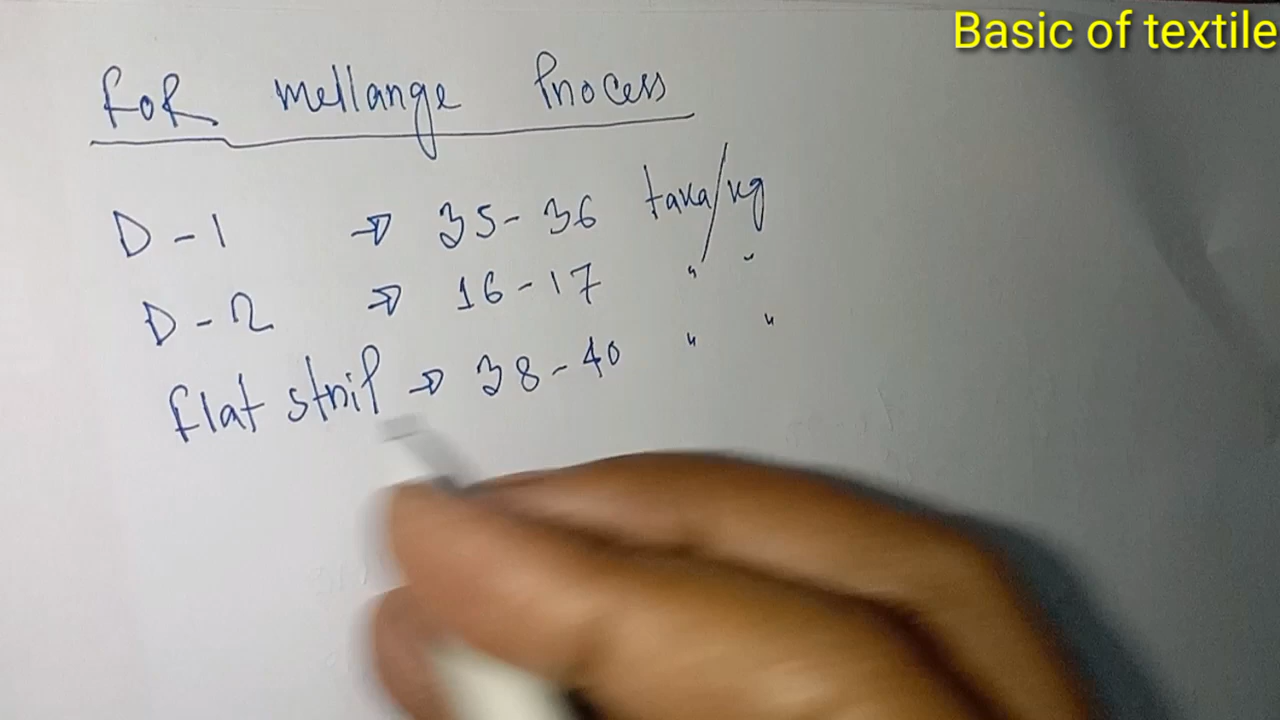 Basic of textile
FOR mellange Process
D-1 → 35-36 taka/kg
D-2 → 16-17 " "
flat strip → 38-40 " "